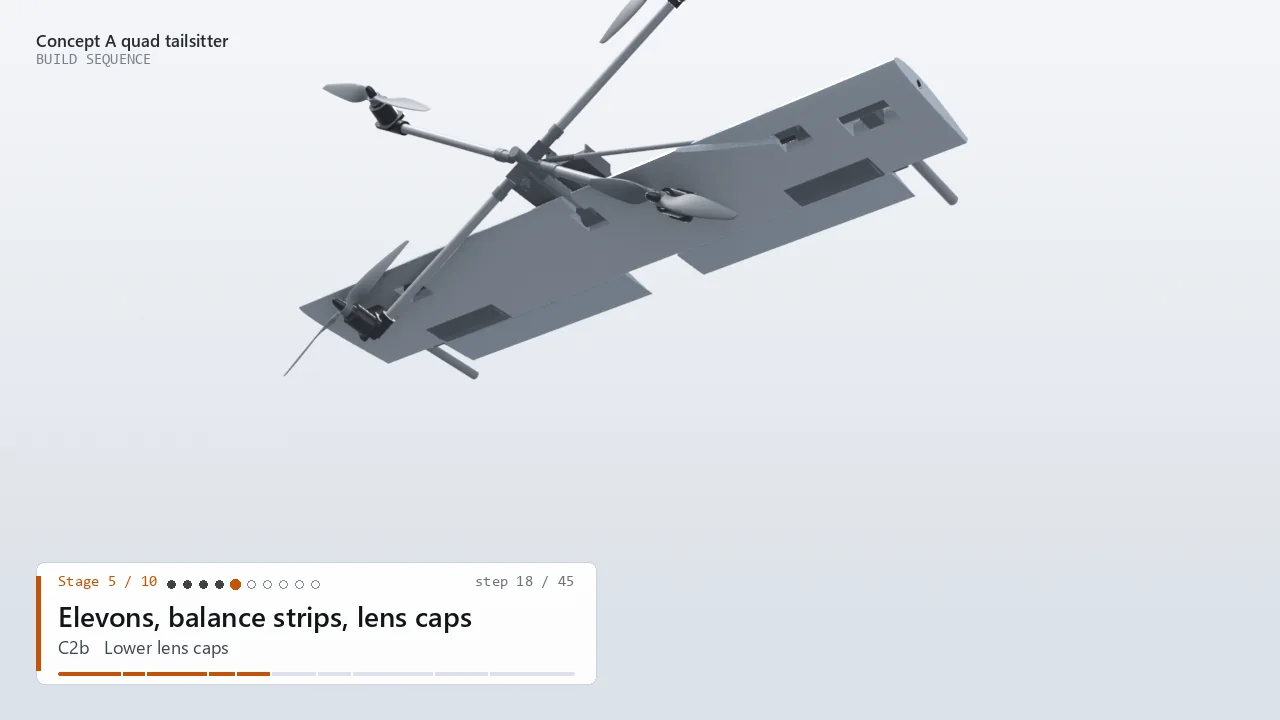 Concept A quad tailsitter
BUILD SEQUENCE
Stage 5 / 10
step 18 / 45
Elevons, balance strips, lens caps
C2b Lower lens caps